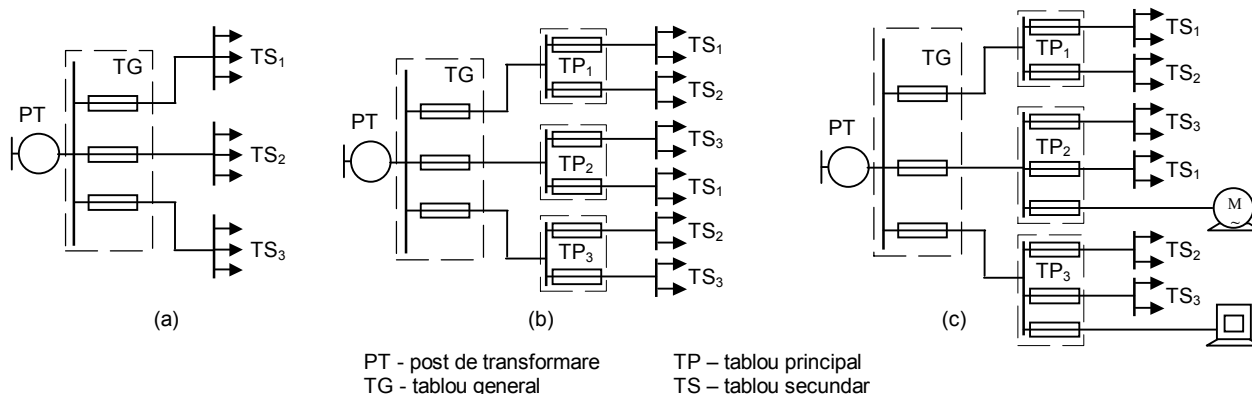 PT
TG
TS1
TS2
TS3
(a)
PT
TG
TP1
TP2
TP3
TS1
TS2
TS3
TS1
TS2
TS3
(b)
PT
TG
TP1
TP2
TP3
TS1
TS2
TS3
TS1
M
~
TS2
TS3
(c)
PT - post de transformare
TP – tablou principal
TG - tablou general
TS – tablou secundar